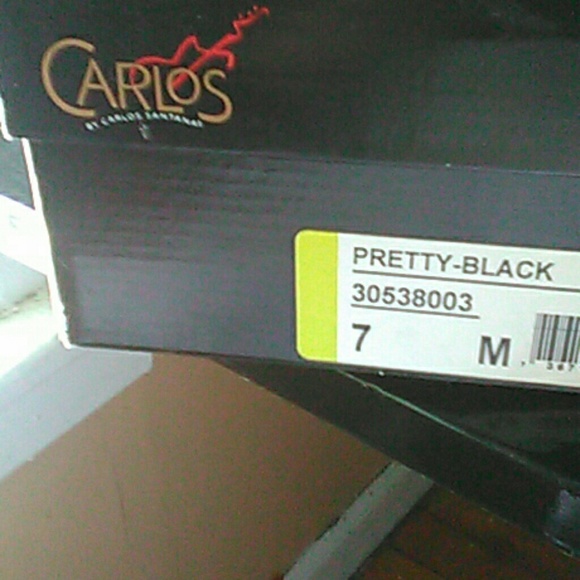 CARLOS
BY CARLOS SANTANA
PRETTY-BLACK
30538003
7 M